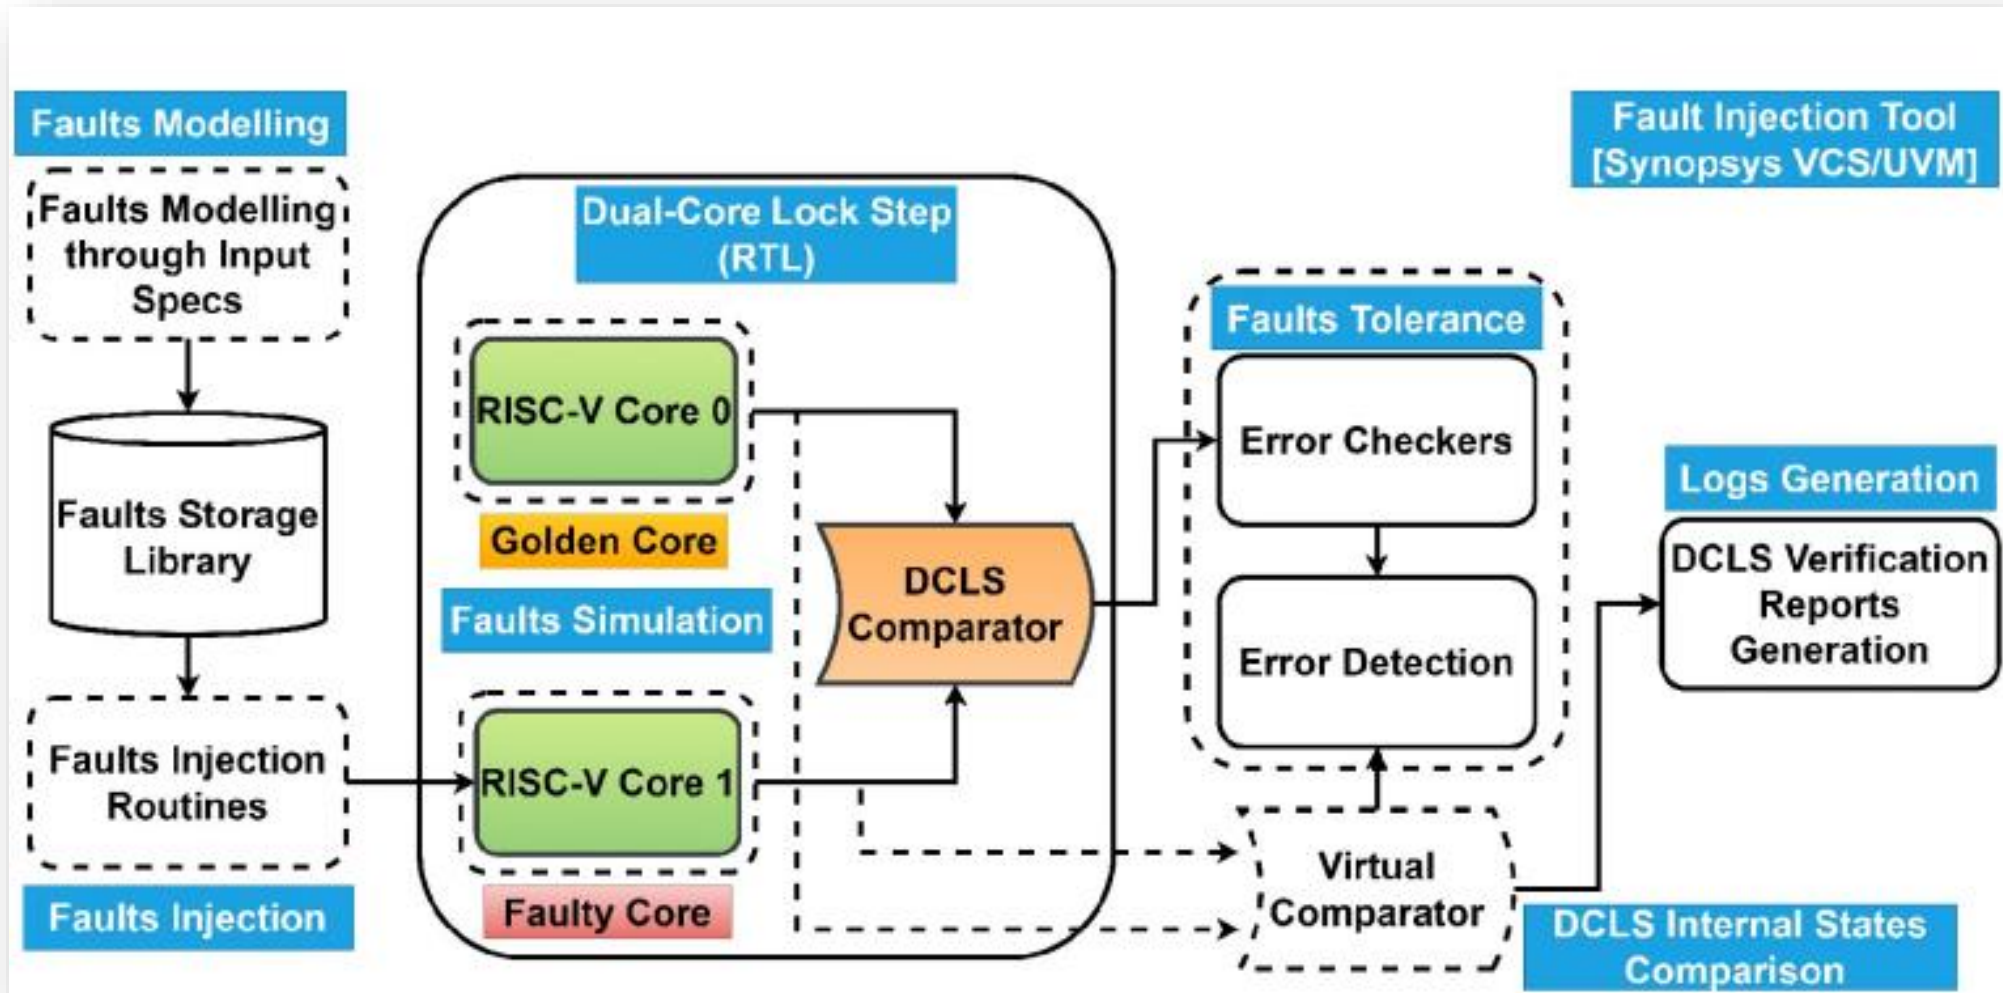 Faults Modelling
Faults Modelling
through Input
Specs
Faults Storage
Library
Faults Injection
Routines
Faults Injection
Dual-Core Lock Step
(RTL)
RISC-V Core 0
Golden Core
Faults Simulation
RISC-V Core 1
Faulty Core
DCLS
Comparator
Faults Tolerance
Error Checkers
Error Detection
Virtual
Comparator
Fault Injection Tool
[Synopsys VCS/UVM]
Logs Generation
DCLS Verification
Reports
Generation
DCLS Internal States
Comparison